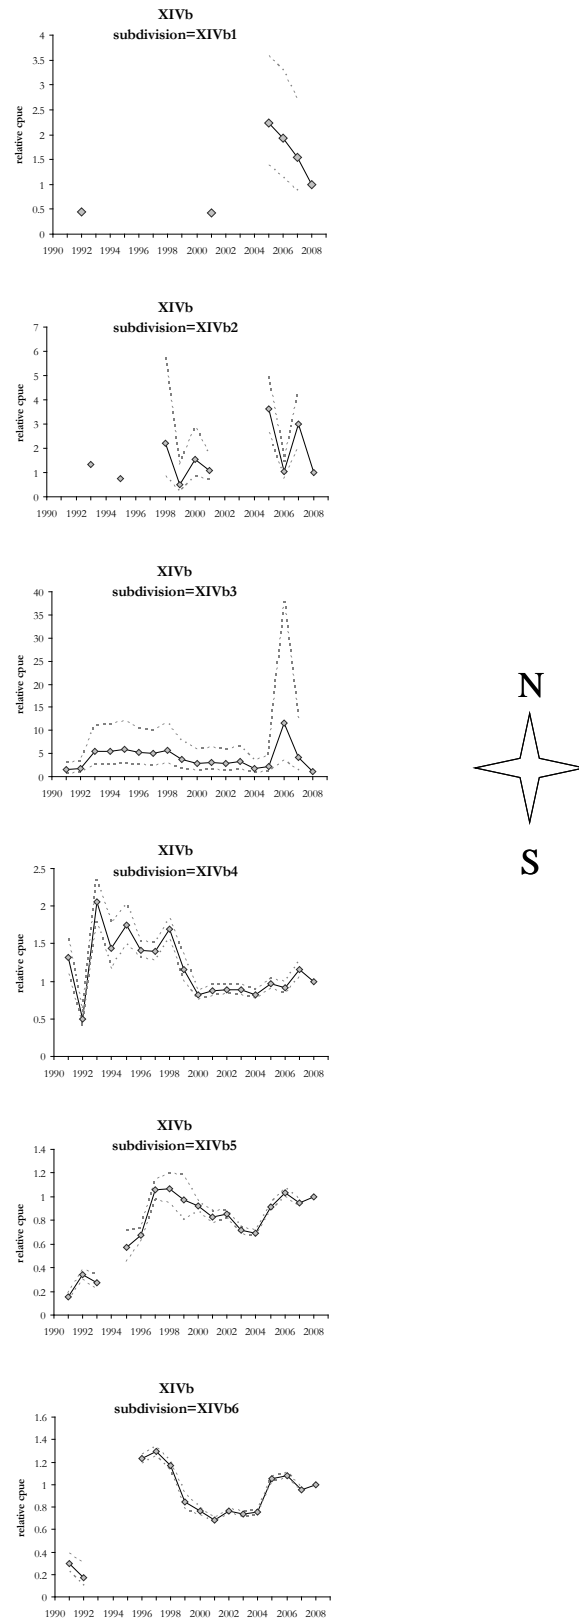 XIVb
subdivision=XIVb1
4
3.5
3
2.5
2
1.5
1
0.5
0
relative cpue
1990 1992 1994 1996 1998 2000 2002 2004 2006 2008
XIVb
subdivision=XIVb2
7
6
5
4
3
2
1
0
relative cpue
1990 1992 1994 1996 1998 2000 2002 2004 2006 2008
XIVb
subdivision=XIVb3
40
35
30
25
20
15
10
5
0
relative cpue
1990 1992 1994 1996 1998 2000 2002 2004 2006 2008
N
S
XIVb
subdivision=XIVb4
2.5
2
1.5
1
0.5
0
relative cpue
1990 1992 1994 1996 1998 2000 2002 2004 2006 2008
XIVb
subdivision=XIVb5
1.4
1.2
1
0.8
0.6
0.4
0.2
0
relative cpue
1990 1992 1994 1996 1998 2000 2002 2004 2006 2008
XIVb
subdivision=XIVb6
1.6
1.4
1.2
1
0.8
0.6
0.4
0.2
0
relative cpue
1990 1992 1994 1996 1998 2000 2002 2004 2006 2008